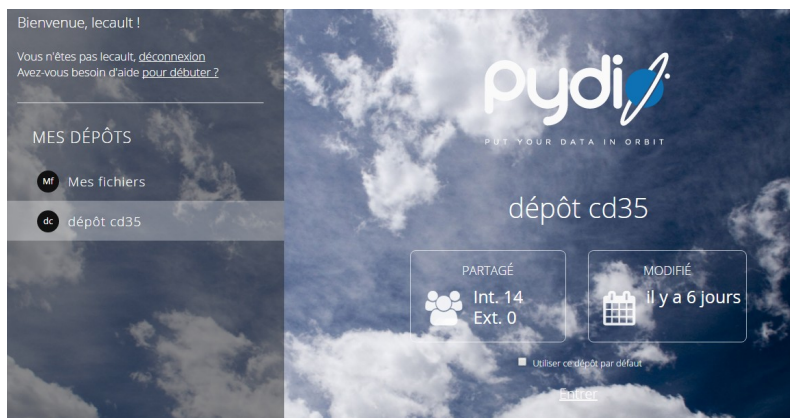 Bienvenue, lecault !
Vous n'êtes pas lecault, déconnexion
Avez-vous besoin d'aide pour débuter ?
MES DÉPÔTS
Mf Mes fichiers
dc dépôt cd35
pydio
PUT YOUR DATA IN ORBIT
dépôt cd35
PARTAGÉ
Int. 14
Ext. 0
MODIFIÉ
il y a 6 jours
Utiliser ce dépôt par défaut
Entrer